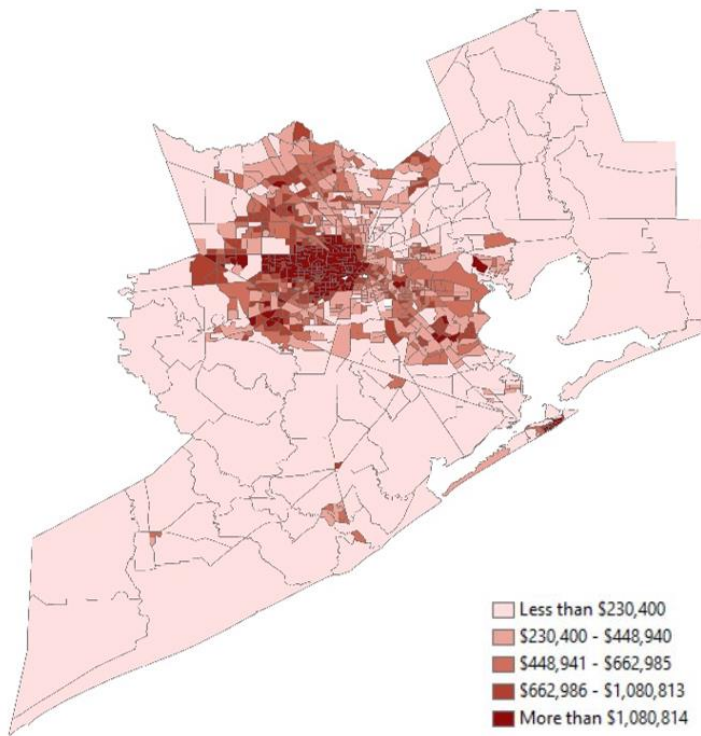 Less than $230,400
$230,400 - $448,940
$448,941 - $662,985
$662,986 - $1,080,813
More than $1,080,814